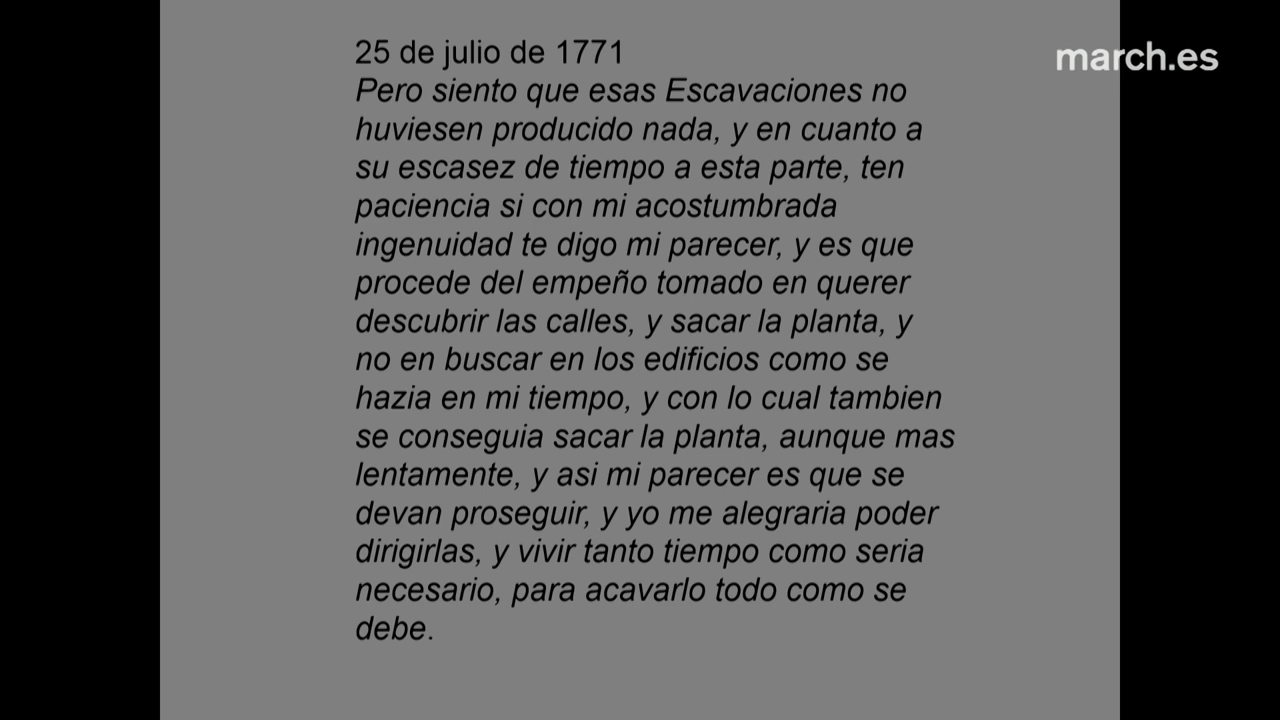 25 de julio de 1771
march.es
Pero siento que esas Escavaciones no
huviesen producido nada, y en cuanto a
su escasez de tiempo a esta parte, ten
paciencia si con mi acostumbrada
ingenuidad te digo mi parecer, y es que
procede del empeño tomado en querer
descubrir las calles, y sacar la planta, y
no en buscar en los edificios como se
hazia en mi tiempo, y con lo cual tambien
se conseguia sacar la planta, aunque mas
lentamente, y asi mi parecer es que se
devan proseguir, y yo me alegraria poder
dirigirlas, y vivir tanto tiempo como seria
necesario, para acavarlo todo como se
debe.